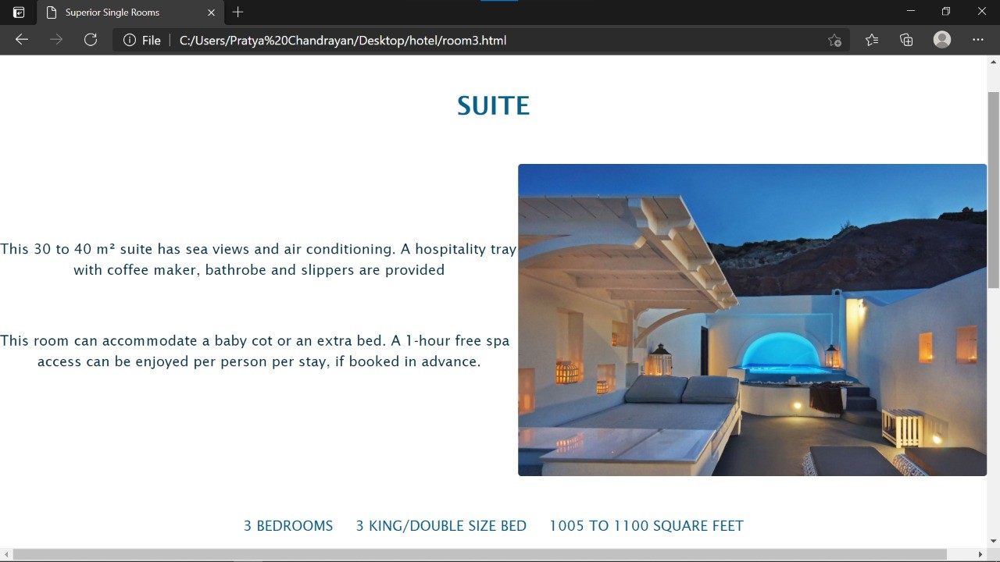 Superior Single Rooms
File
C:/Users/Pratya%20Chandrayan/Desktop/hotel/room3.html
SUITE
This 30 to 40 m² suite has sea views and air conditioning. A hospitality tray
with coffee maker, bathrobe and slippers are provided
This room can accommodate a baby cot or an extra bed. A 1-hour free spa
access can be enjoyed per person per stay, if booked in advance.
3 BEDROOMS 3 KING/DOUBLE SIZE BED 1005 TO 1100 SQUARE FEET